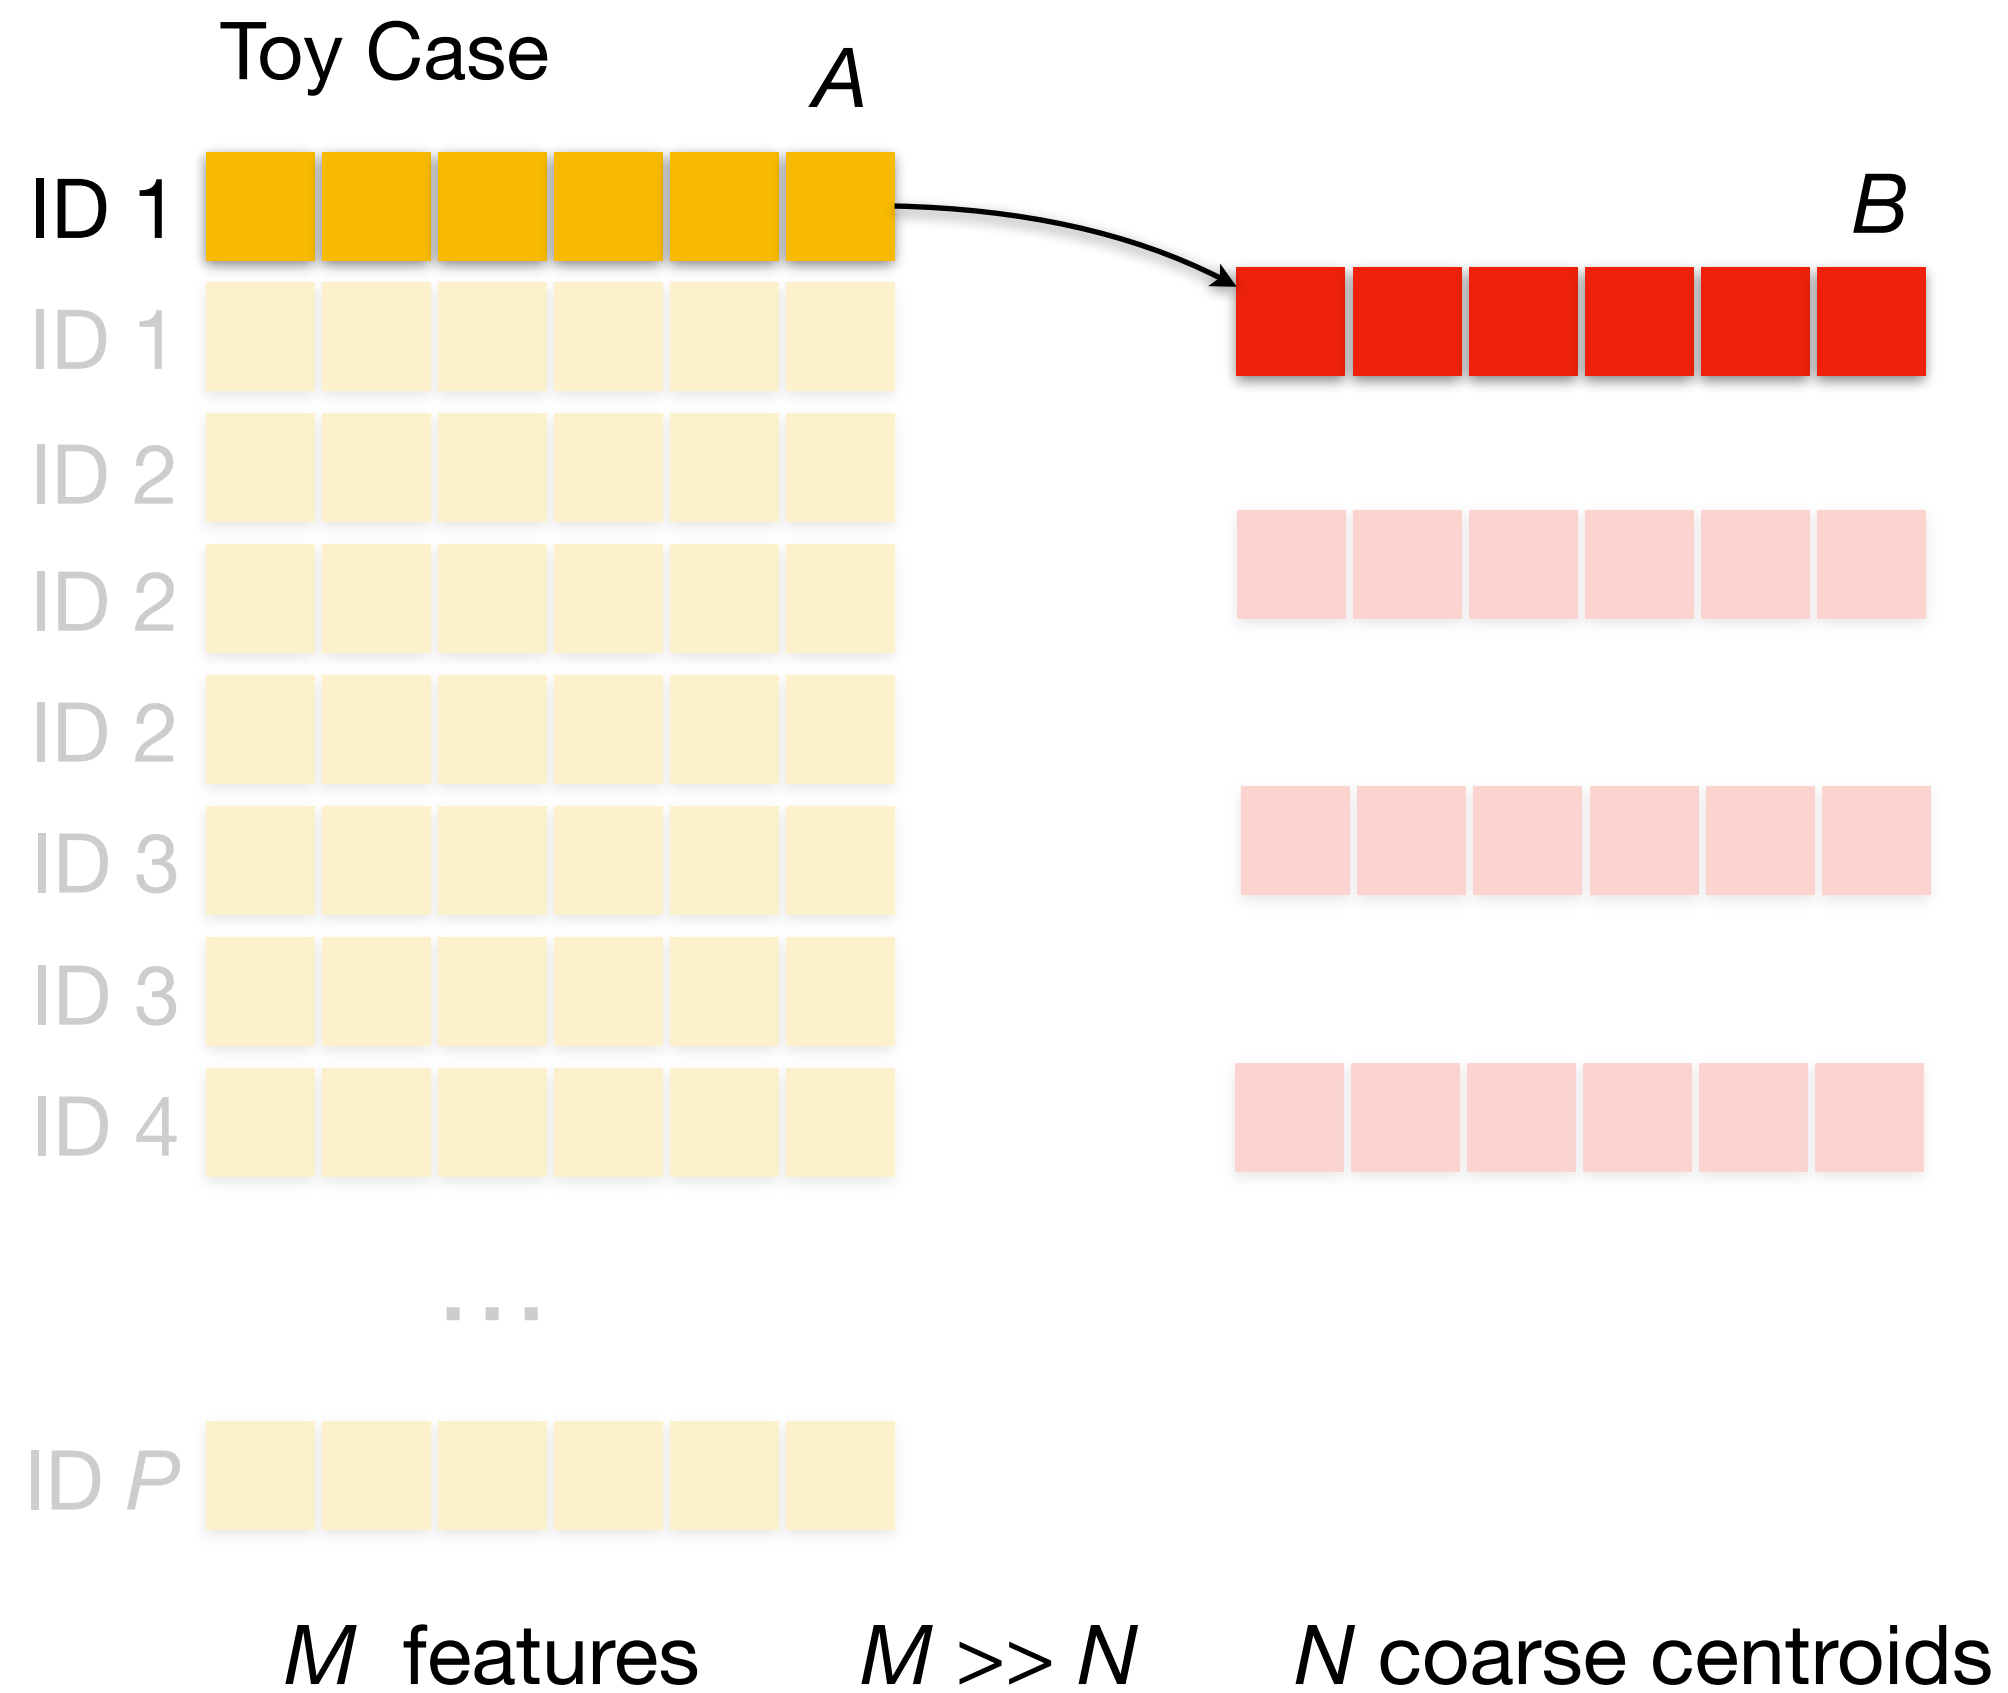 Toy Case
A
ID 1
B
ID 1
ID 2
ID 2
ID 2
ID 3
ID 3
ID 4
...
ID P
M features
M >> N
N coarse centroids